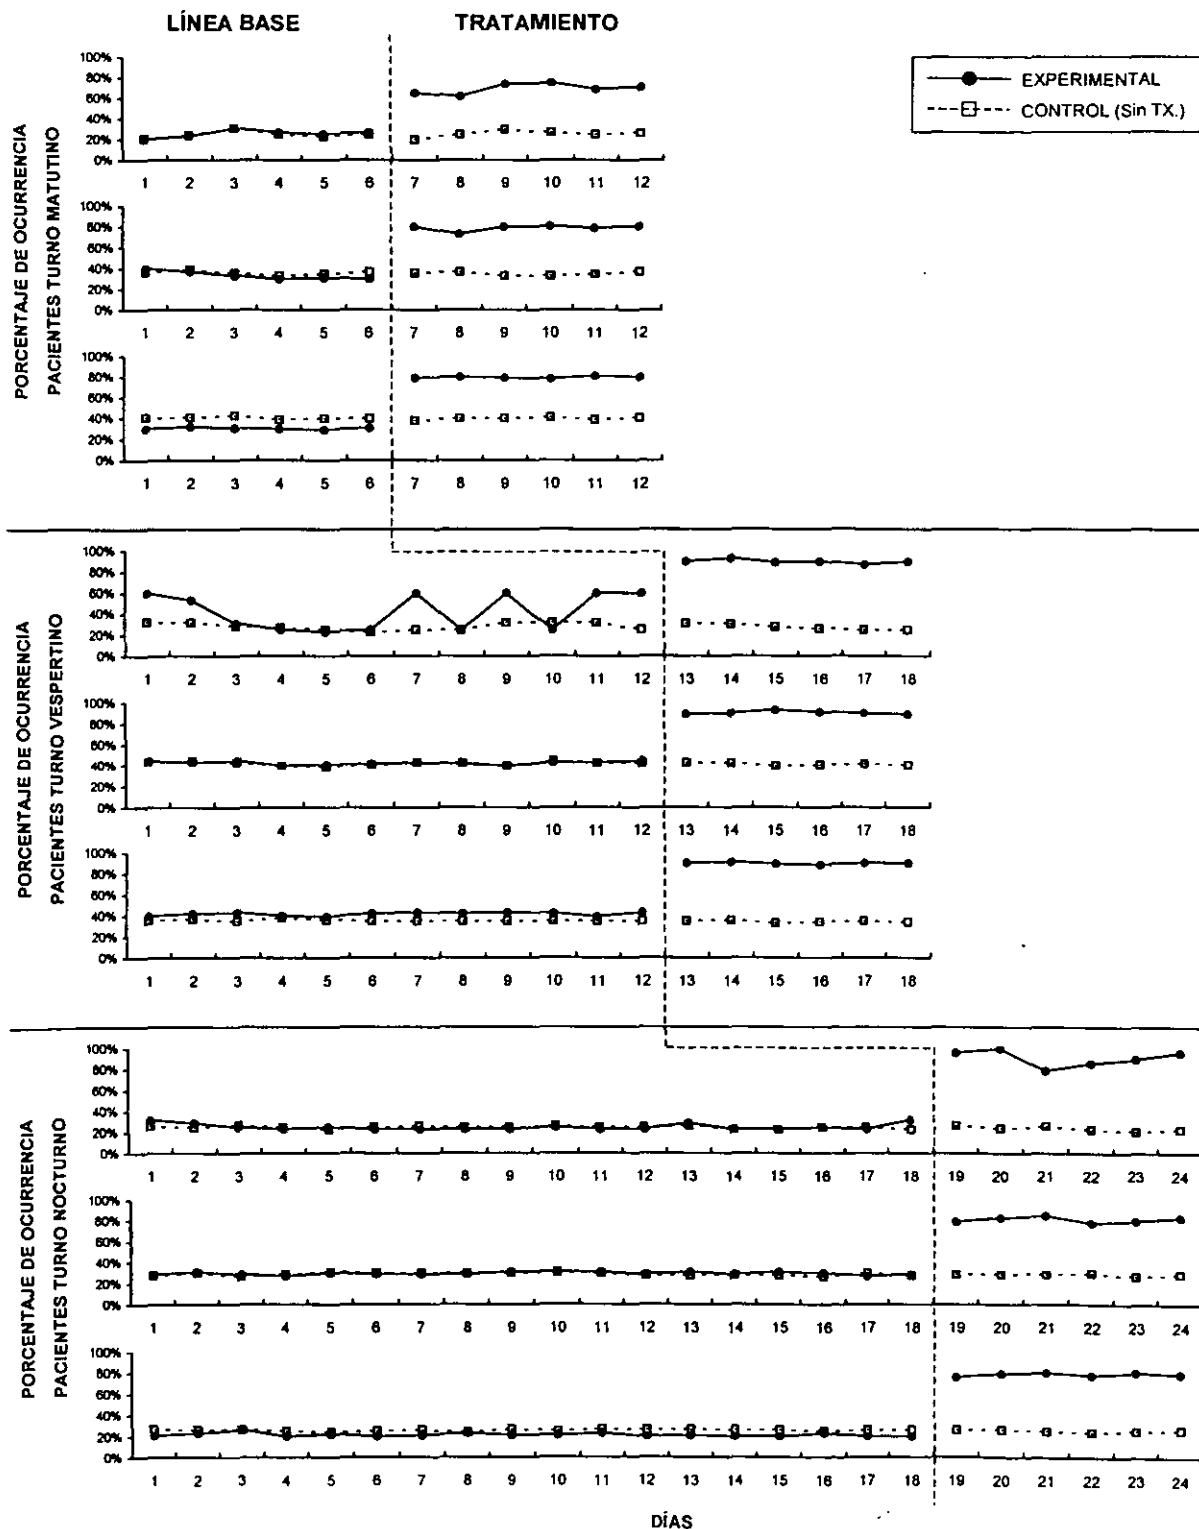 LÍNEA BASE TRATAMIENTO
EXPERIMENTAL
CONTROL (Sin TX.)
PORCENTAJE DE OCURRENCIA
PACIENTES TURNO MATUTINO
100%
80%
60%
40%
20%
0%
1 2 3 4 5 6 7 8 9 10 11 12
100%
80%
60%
40%
20%
0%
1 2 3 4 5 6 7 8 9 10 11 12
100%
80%
60%
40%
20%
0%
1 2 3 4 5 6 7 8 9 10 11 12
PORCENTAJE DE OCURRENCIA
PACIENTES TURNO VESPERTINO
100%
80%
60%
40%
20%
0%
1 2 3 4 5 6 7 8 9 10 11 12 13 14 15 16 17 18
100%
80%
60%
40%
20%
0%
1 2 3 4 5 6 7 8 9 10 11 12 13 14 15 16 17 18
100%
80%
60%
40%
20%
0%
1 2 3 4 5 6 7 8 9 10 11 12 13 14 15 16 17 18
PORCENTAJE DE OCURRENCIA
PACIENTES TURNO NOCTURNO
100%
80%
60%
40%
20%
0%
1 2 3 4 5 6 7 8 9 10 11 12 13 14 15 16 17 18 19 20 21 22 23 24
100%
80%
60%
40%
20%
0%
1 2 3 4 5 6 7 8 9 10 11 12 13 14 15 16 17 18 19 20 21 22 23 24
100%
80%
60%
40%
20%
0%
1 2 3 4 5 6 7 8 9 10 11 12 13 14 15 16 17 18 19 20 21 22 23 24
DÍAS